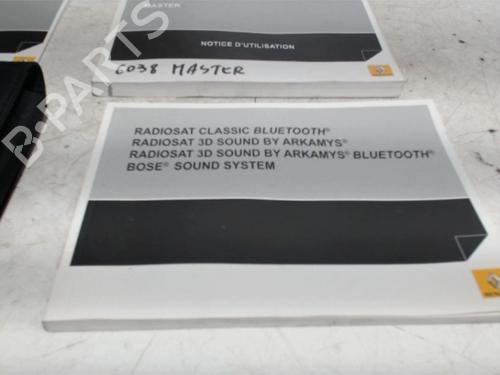 MASTER
NOTICE D'UTILISATION
6038 MASTER
RADIOSAT CLASSIC BLUETOOTH®
RADIOSAT 3D SOUND BY ARKAMYS®
RADIOSAT 3D SOUND BY ARKAMYS® BLUETOOTH®
BOSE® SOUND SYSTEM
B-PARTS